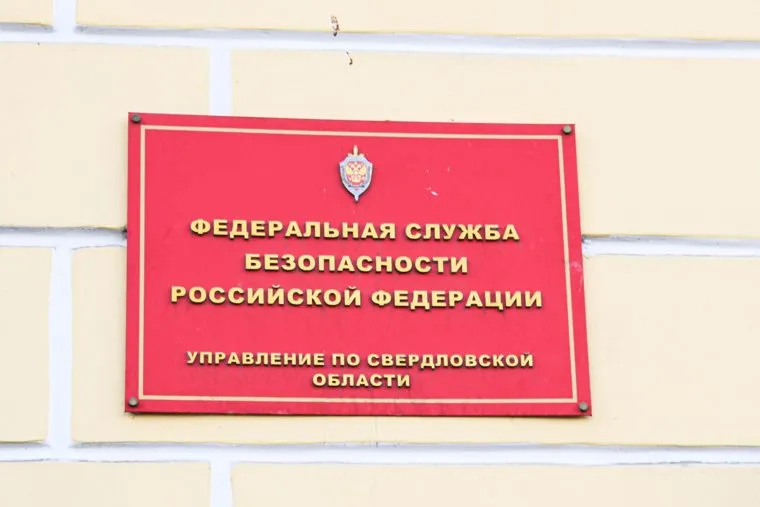 ФЕДЕРАЛЬНАЯ СЛУЖБА
БЕЗОПАСНОСТИ
РОССИЙСКОЙ ФЕДЕРАЦИИ
УПРАВЛЕНИЕ ПО СВЕРДЛОВСКОЙ
ОБЛАСТИ